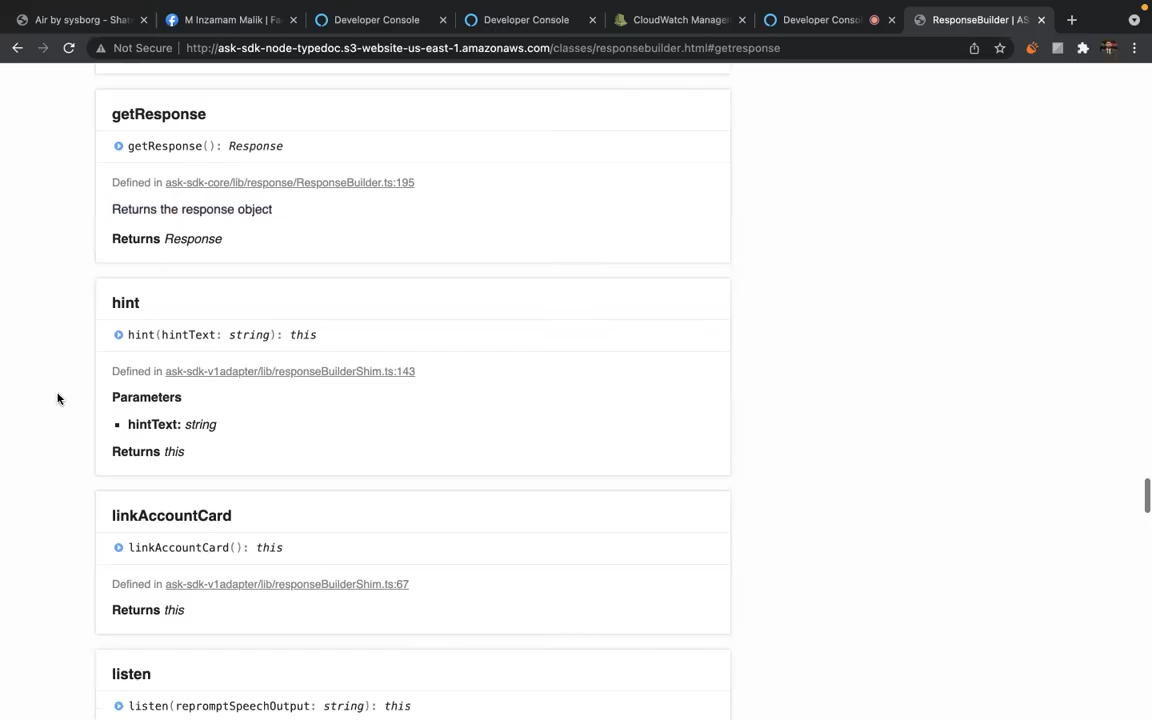 Air by sysborg – Shat
M Inzamam Malik | Fa
Developer Console
Developer Console
CloudWatch Manager
Developer Conso
ResponseBuilder | AS
Not Secure | http://ask-sdk-node-typedoc.s3-website-us-east-1.amazonaws.com/classes/responsebuilder.html#getresponse
getResponse
getResponse(): Response
Defined in ask-sdk-core/lib/response/ResponseBuilder.ts:195
Returns the response object
Returns Response
hint
hint(hintText: string): this
Defined in ask-sdk-v1adapter/lib/responseBuilderShim.ts:143
Parameters
hintText: string
Returns this
linkAccountCard
linkAccountCard(): this
Defined in ask-sdk-v1adapter/lib/responseBuilderShim.ts:67
Returns this
listen
listen(repromptSpeechOutput: string): this